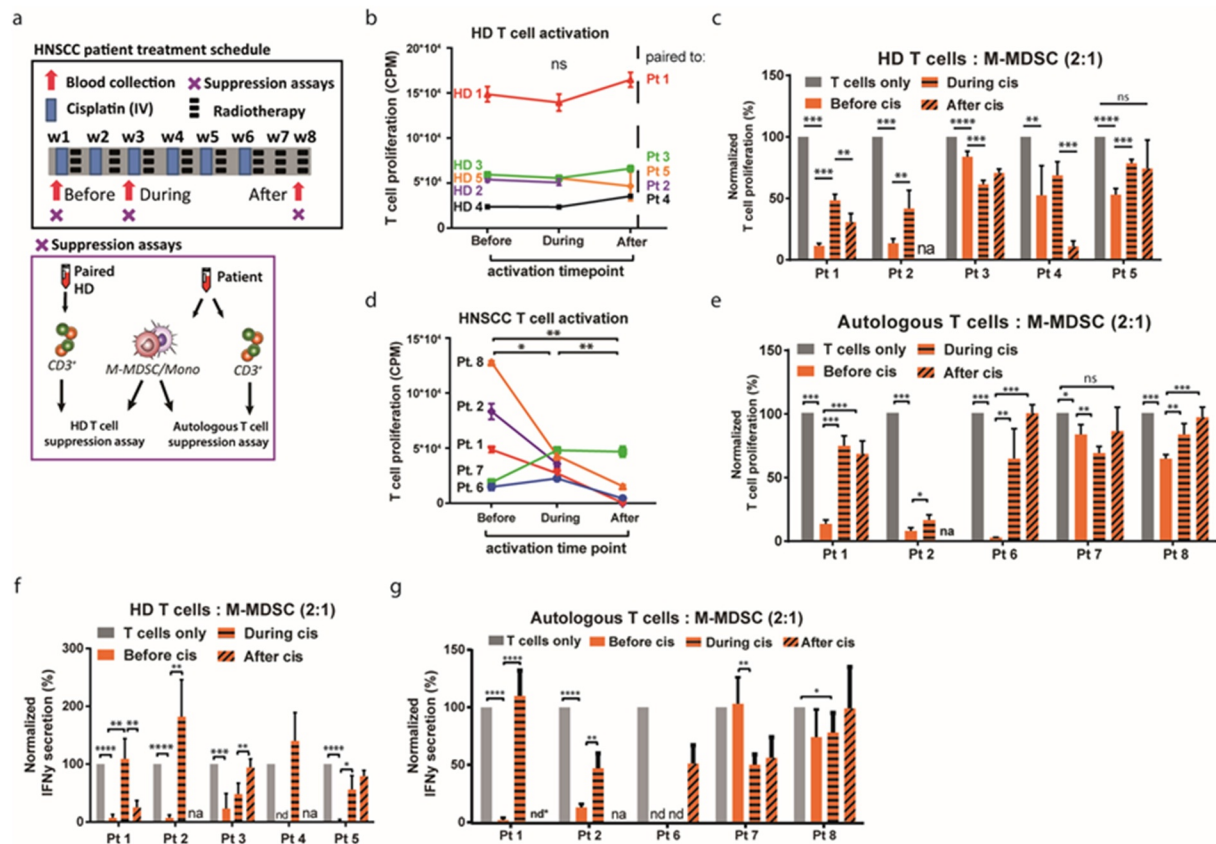 a
HNSCC patient treatment schedule
Blood collection
Suppression assays
Cisplatin (IV)
Radiotherapy
w1 w2 w3 w4 w5 w6 w7 w8
Before During After
Suppression assays
Paired
HD
Patient
CD3+
M-MDSC/Mono
CD3+
HD T cell
suppression assay
Autologous T cell
suppression assay
b
HD T cell activation
T cell proliferation (CPM)
20*10⁴
15*10⁴
10*10⁴
5*10⁴
0
ns
paired to:
HD 1
HD 3
HD 5
HD 2
HD 4
Pt 1
Pt 3
Pt 5
Pt 2
Pt 4
Before During After
activation timepoint
c
HD T cells : M-MDSC (2:1)
T cells only
During cis
Before cis
After cis
Normalized
T cell proliferation (%)
150
100
50
0
*** *** **
*** **
**** ***
** ***
**** *** ns
na
Pt 1 Pt 2 Pt 3 Pt 4 Pt 5
d
HNSCC T cell activation
T cell proliferation (CPM)
15*10⁴
10*10⁴
5*10⁴
0
**
* **
Pt. 8
Pt. 2
Pt. 1
Pt. 7
Pt. 6
Before During After
activation time point
e
Autologous T cells : M-MDSC (2:1)
T cells only
During cis
Before cis
After cis
Normalized
T cell proliferation (%)
150
100
50
0
*** *** ***
*** *
*** ** ***
* ** ns
*** ** ***
na
Pt 1 Pt 2 Pt 6 Pt 7 Pt 8
f
HD T cells : M-MDSC (2:1)
T cells only
During cis
Before cis
After cis
Normalized
IFNγ secretion (%)
300
200
100
0
**** ** **
**** **
*** **
**** *
na nd na
Pt 1 Pt 2 Pt 3 Pt 4 Pt 5
g
Autologous T cells : M-MDSC (2:1)
T cells only
Before cis
During cis
After cis
Normalized
IFNγ secretion (%)
150
100
50
0
**** ****
**** **
**
*
nd* na nd nd
Pt 1 Pt 2 Pt 6 Pt 7 Pt 8